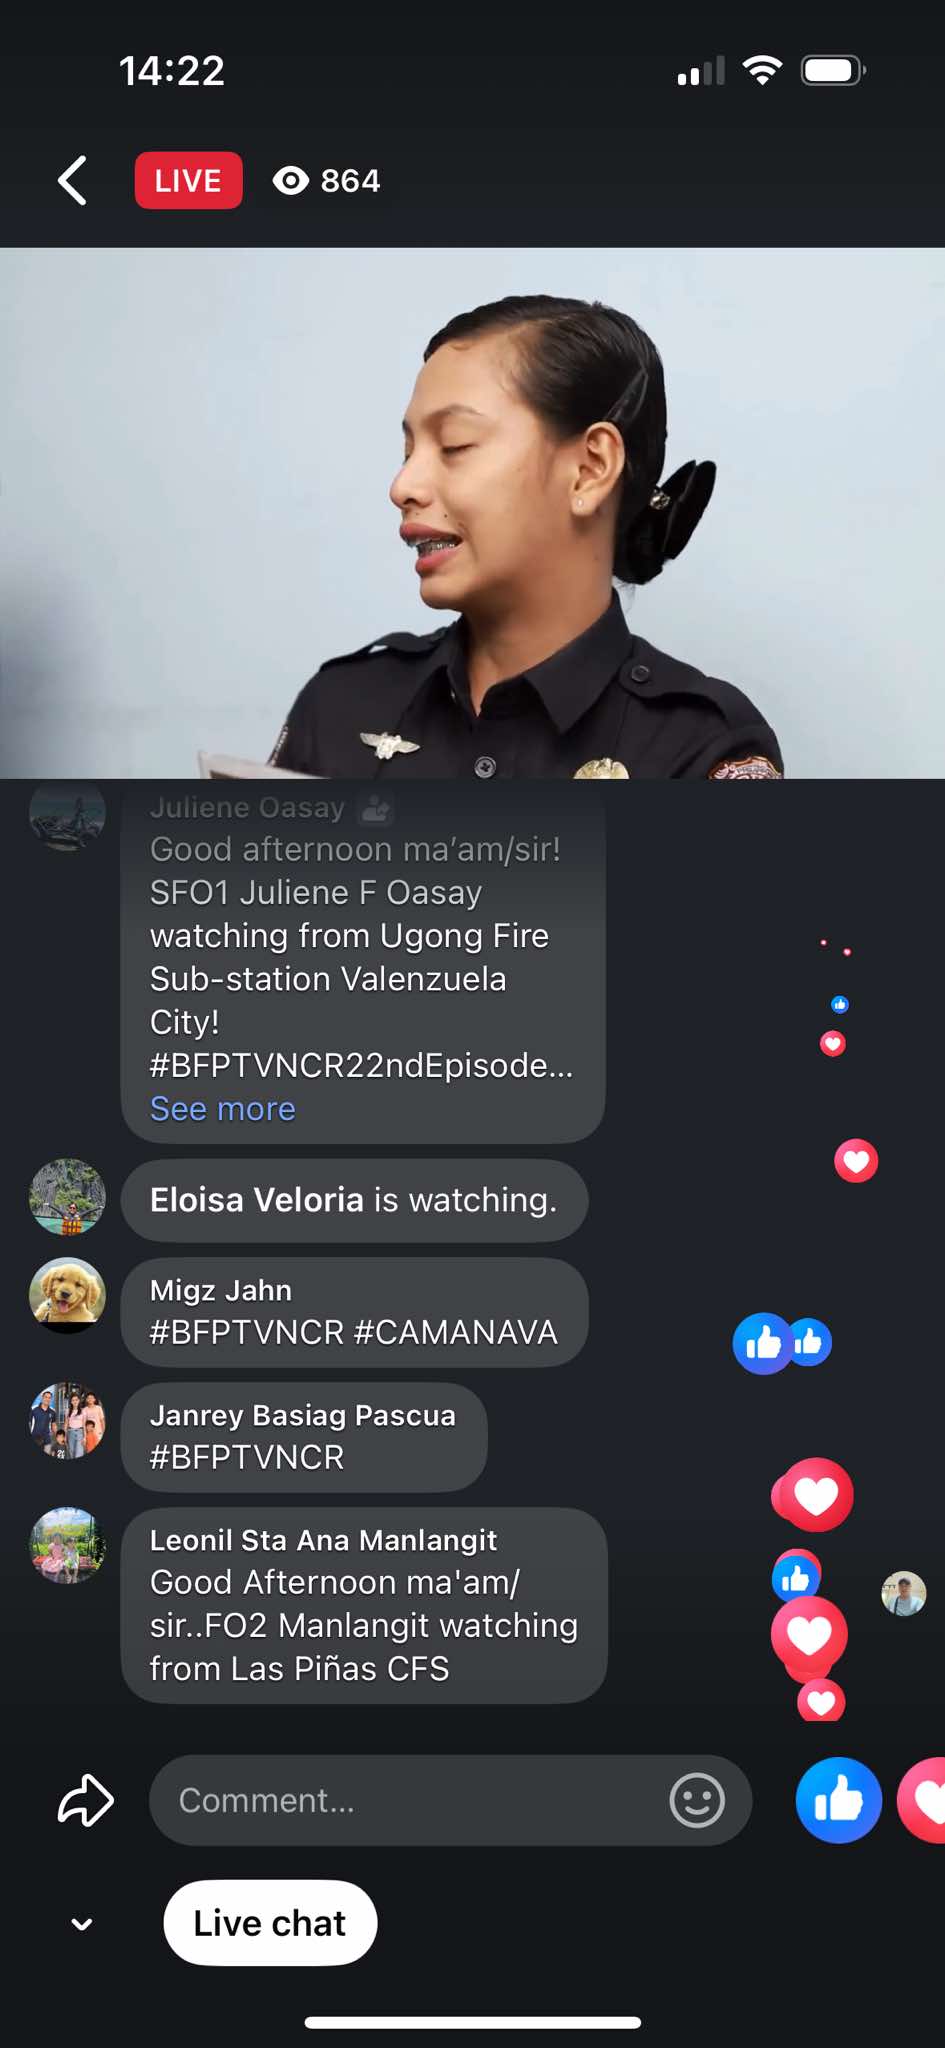 14:22
LIVE 864
Juliene Oasay
Good afternoon ma’am/sir!
SFO1 Juliene F Oasay
watching from Ugong Fire
Sub-station Valenzuela
City!
#BFPTVNCR22ndEpisode...
See more
Eloisa Veloria is watching.
Migz Jahn
#BFPTVNCR #CAMANAVA
Janrey Basiag Pascua
#BFPTVNCR
Leonil Sta Ana Manlangit
Good Afternoon ma'am/
sir..FO2 Manlangit watching
from Las Piñas CFS
Comment...
Live chat